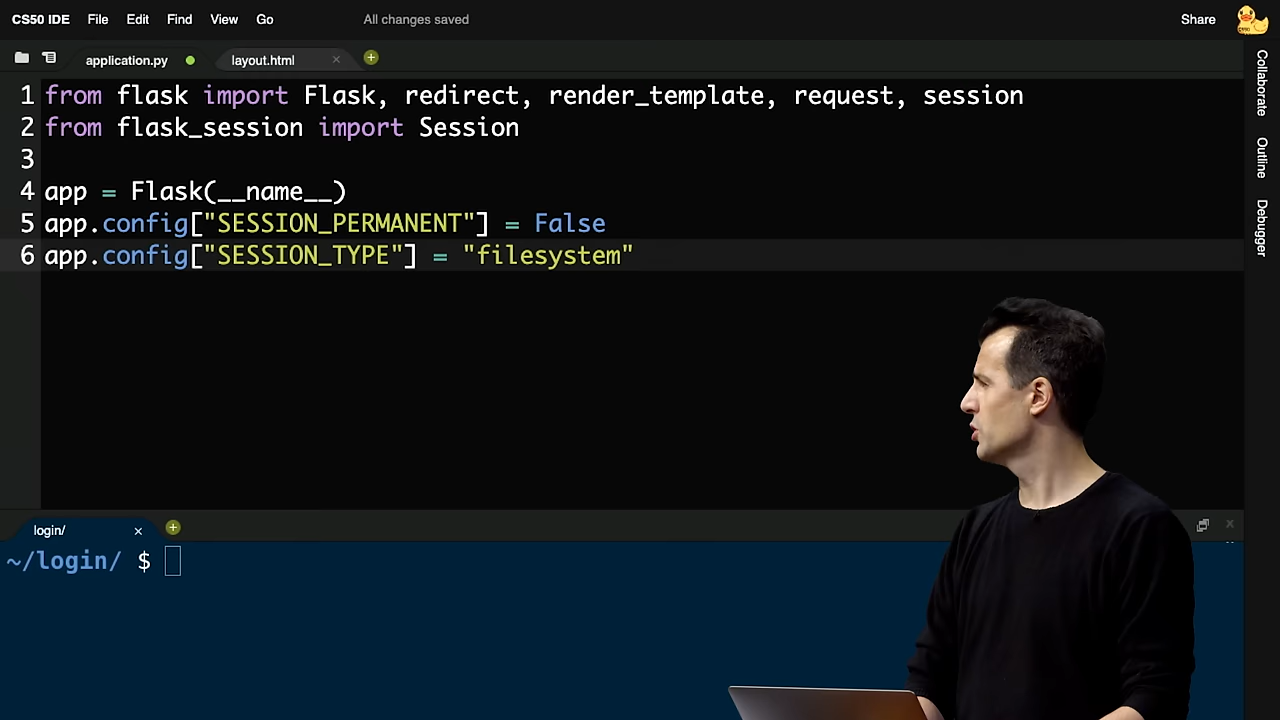 CS50 IDE File Edit Find View Go All changes saved Share
application.py layout.html
1 from flask import Flask, redirect, render_template, request, session
2 from flask_session import Session
3
4 app = Flask(__name__)
5 app.config["SESSION_PERMANENT"] = False
6 app.config["SESSION_TYPE"] = "filesystem"
login/
~/login/ $
Collaborate
Outline
Debugger